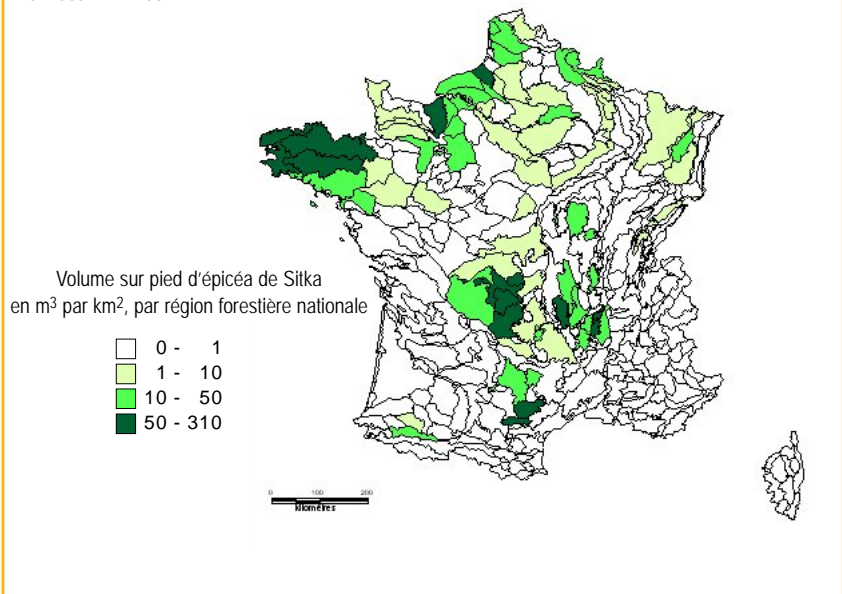 Volume sur pied d'épicéa de Sitka
en m³ par km², par région forestière nationale
0 - 1
1 - 10
10 - 50
50 - 310
0 100 200
kilomètres